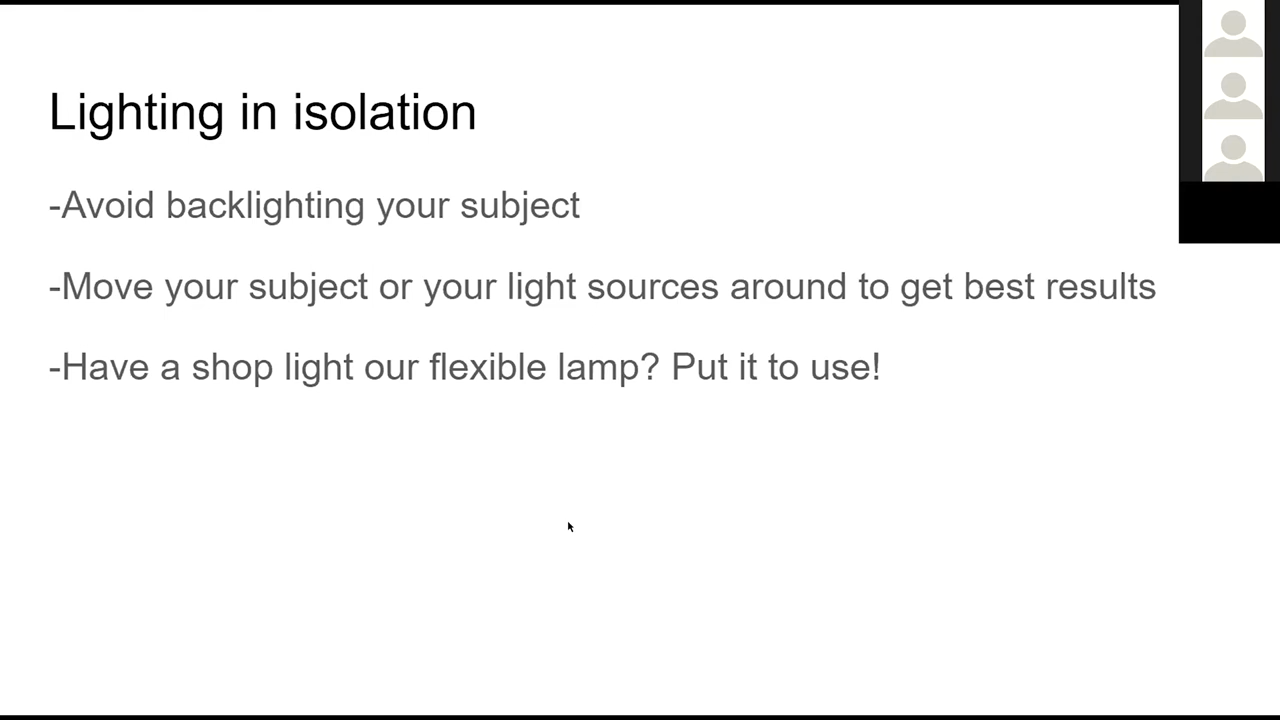 Lighting in isolation
-Avoid backlighting your subject
-Move your subject or your light sources around to get best results
-Have a shop light our flexible lamp? Put it to use!